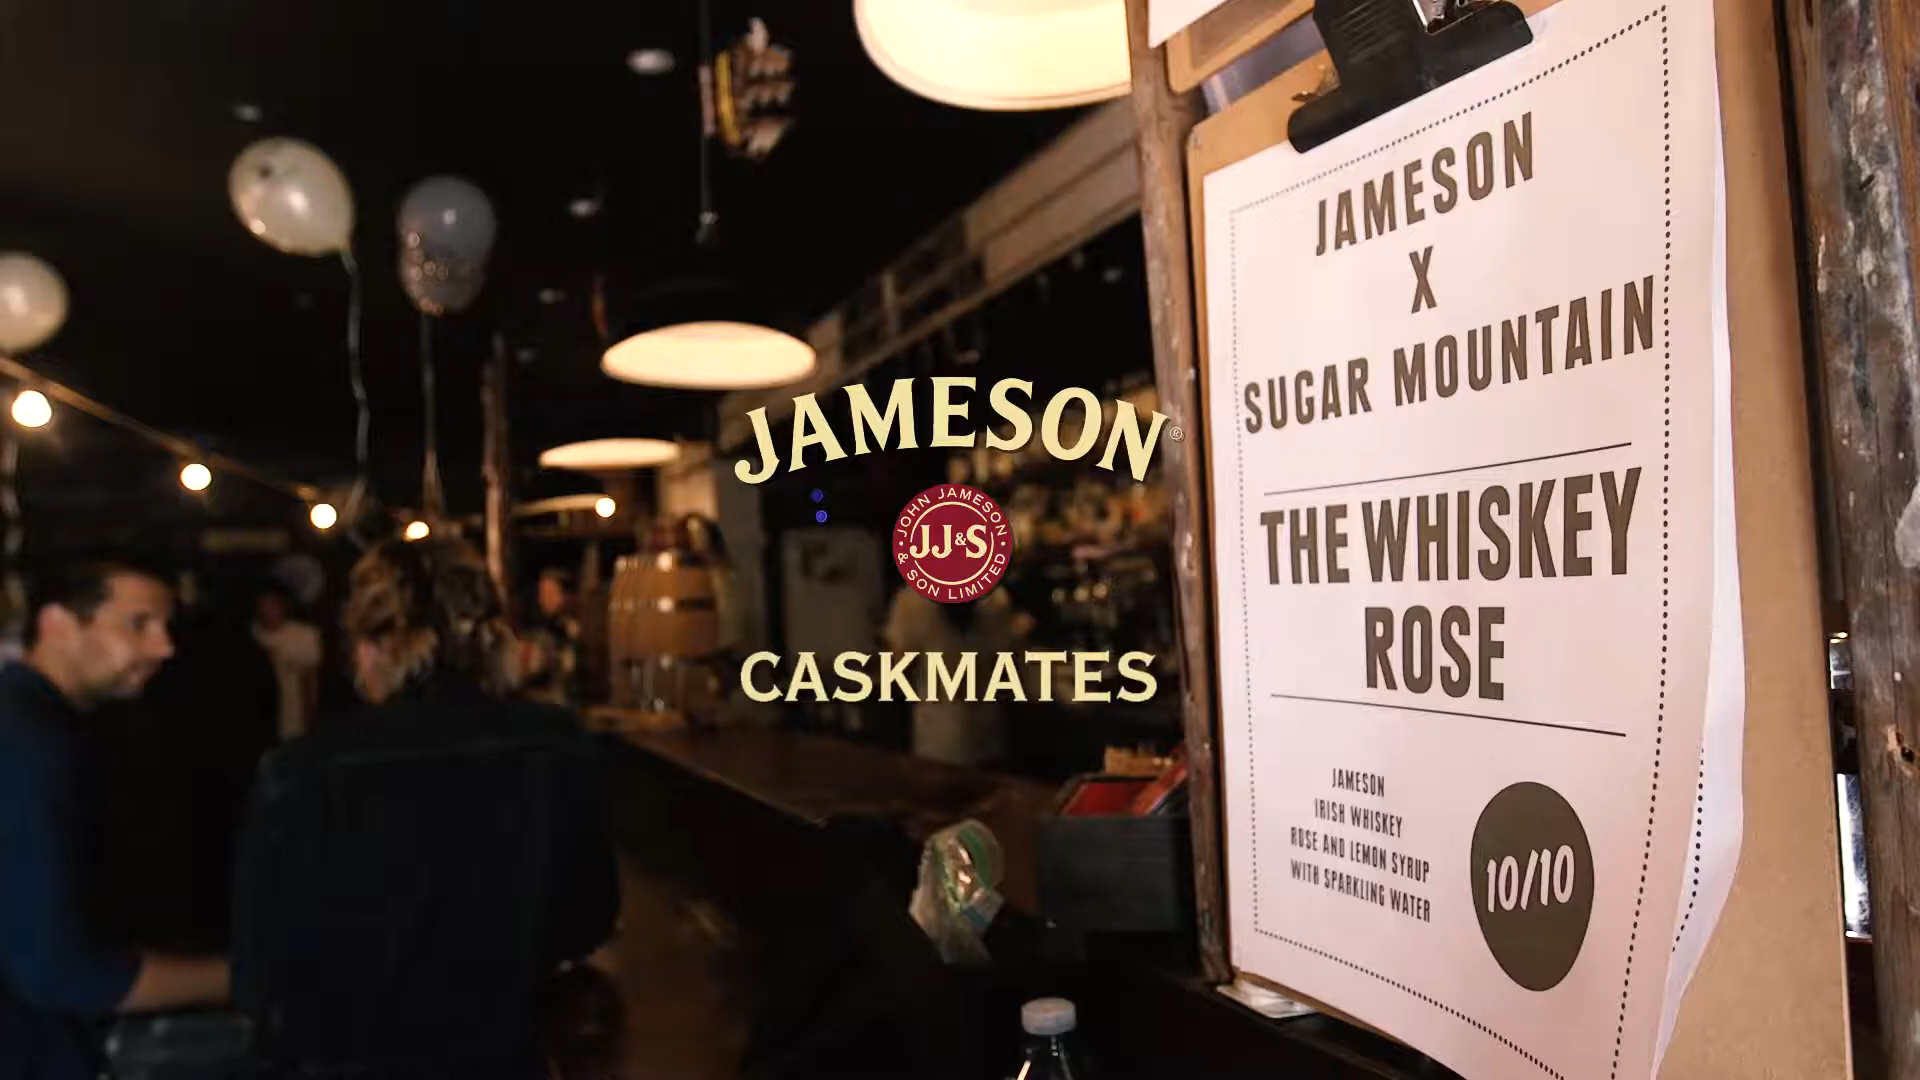 JAMESON®
JOHN JAMESON
JJ&S
& SON LIMITED
CASKMATES
JAMESON
X
SUGAR MOUNTAIN
THE WHISKEY
ROSE
JAMESON
IRISH WHISKEY
ROSE AND LEMON SYRUP
WITH SPARKLING WATER
10/10